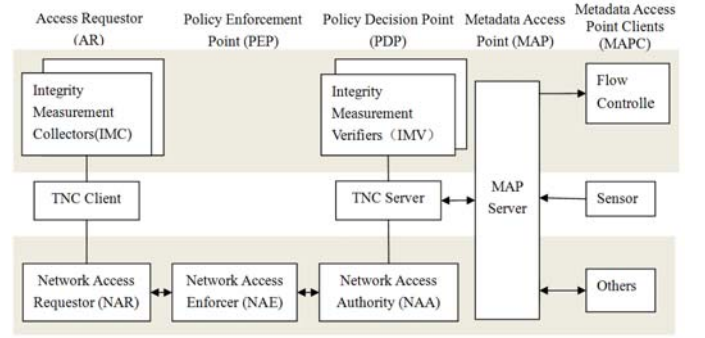 Access Requestor
(AR)
Policy Enforcement
Point (PEP)
Policy Decision Point
(PDP)
Metadata Access
Point (MAP)
Metadata Access
Point Clients
(MAPC)
Integrity
Measurement
Collectors(IMC)
Integrity
Measurement
Verifiers（IMV）
Flow
Controlle
TNC Client
TNC Server
MAP
Server
Sensor
Network Access
Requestor (NAR)
Network Access
Enforcer (NAE)
Network Access
Authority (NAA)
Others